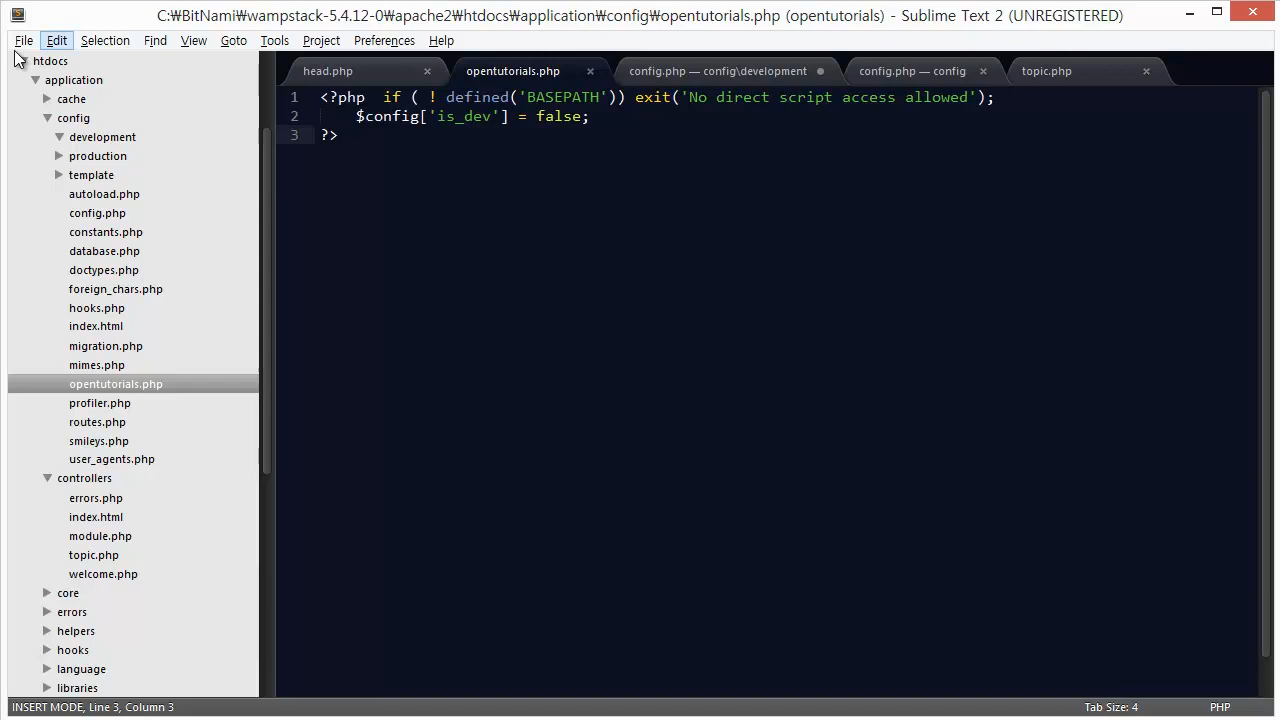 C:₩BitNami₩wampstack-5.4.12-0₩apache2₩htdocs₩application₩config₩opentutorials.php (opentutorials) - Sublime Text 2 (UNREGISTERED)
File Edit Selection Find View Goto Tools Project Preferences Help
head.php opentutorials.php config.php — config\development config.php — config topic.php
htdocs
application
cache
config
development
production
template
autoload.php
config.php
constants.php
database.php
doctypes.php
foreign_chars.php
hooks.php
index.html
migration.php
mimes.php
opentutorials.php
profiler.php
routes.php
smileys.php
user_agents.php
controllers
errors.php
index.html
module.php
topic.php
welcome.php
core
errors
helpers
hooks
language
libraries
1 <?php  if ( ! defined('BASEPATH')) exit('No direct script access allowed');
2     $config['is_dev'] = false;
3 ?>
INSERT MODE, Line 3, Column 3 Tab Size: 4 PHP